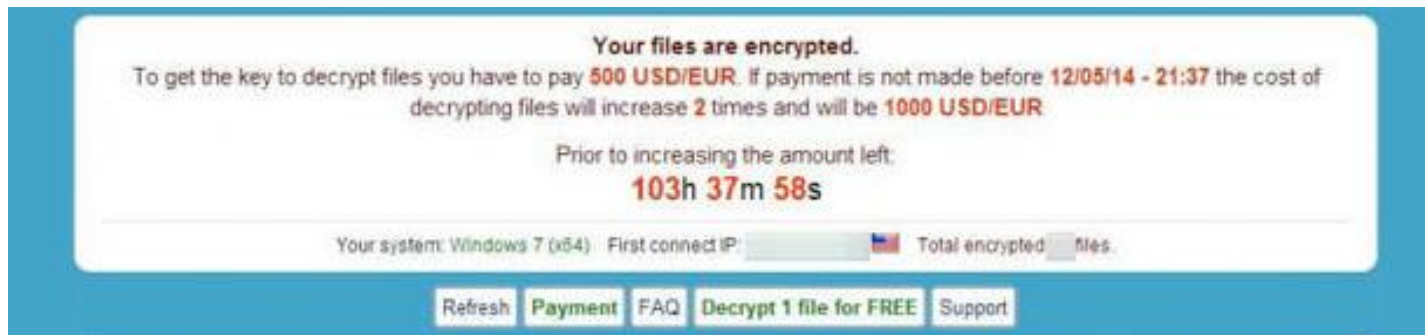 Your files are encrypted.
To get the key to decrypt files you have to pay 500 USD/EUR. If payment is not made before 12/05/14 - 21:37 the cost of
decrypting files will increase 2 times and will be 1000 USD/EUR
Prior to increasing the amount left:
103h 37m 58s
Your system: Windows 7 (x64) First connect IP: Total encrypted files.
Refresh Payment FAQ Decrypt 1 file for FREE Support